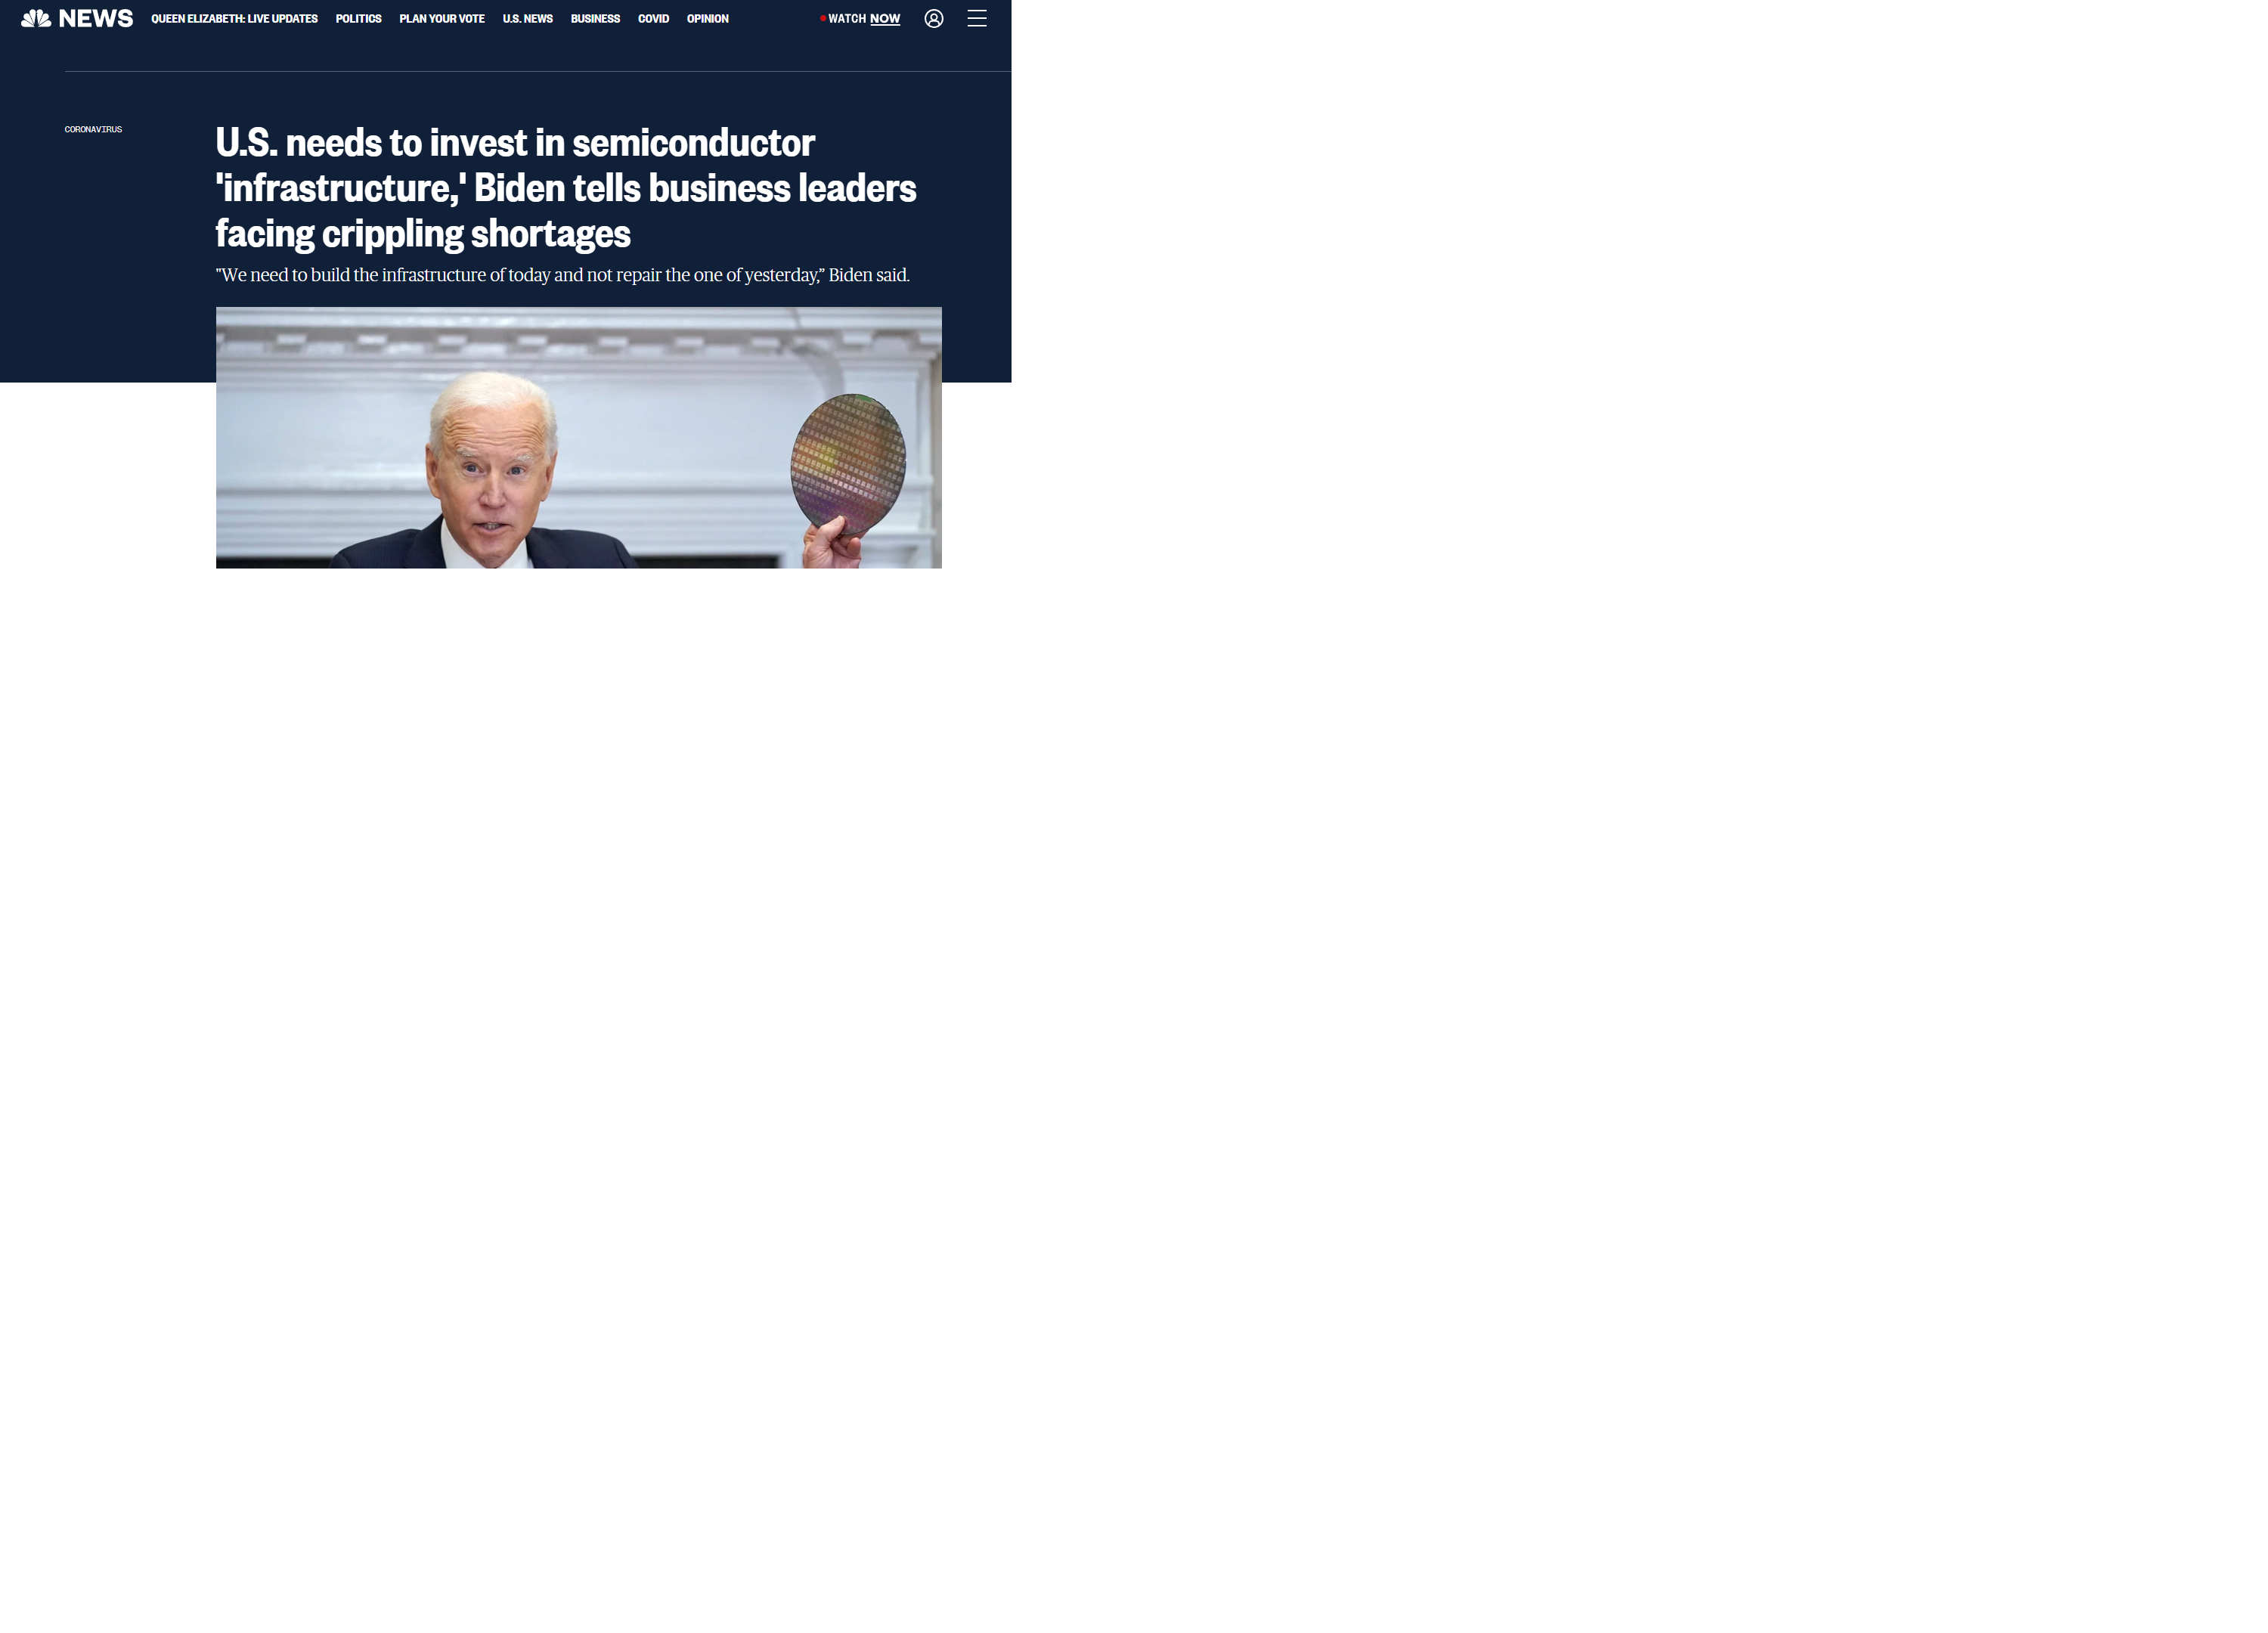 NEWS QUEEN ELIZABETH: LIVE UPDATES POLITICS PLAN YOUR VOTE U.S. NEWS BUSINESS COVID OPINION WATCH NOW
CORONAVIRUS
U.S. needs to invest in semiconductor
'infrastructure,' Biden tells business leaders
facing crippling shortages
"We need to build the infrastructure of today and not repair the one of yesterday,” Biden said.